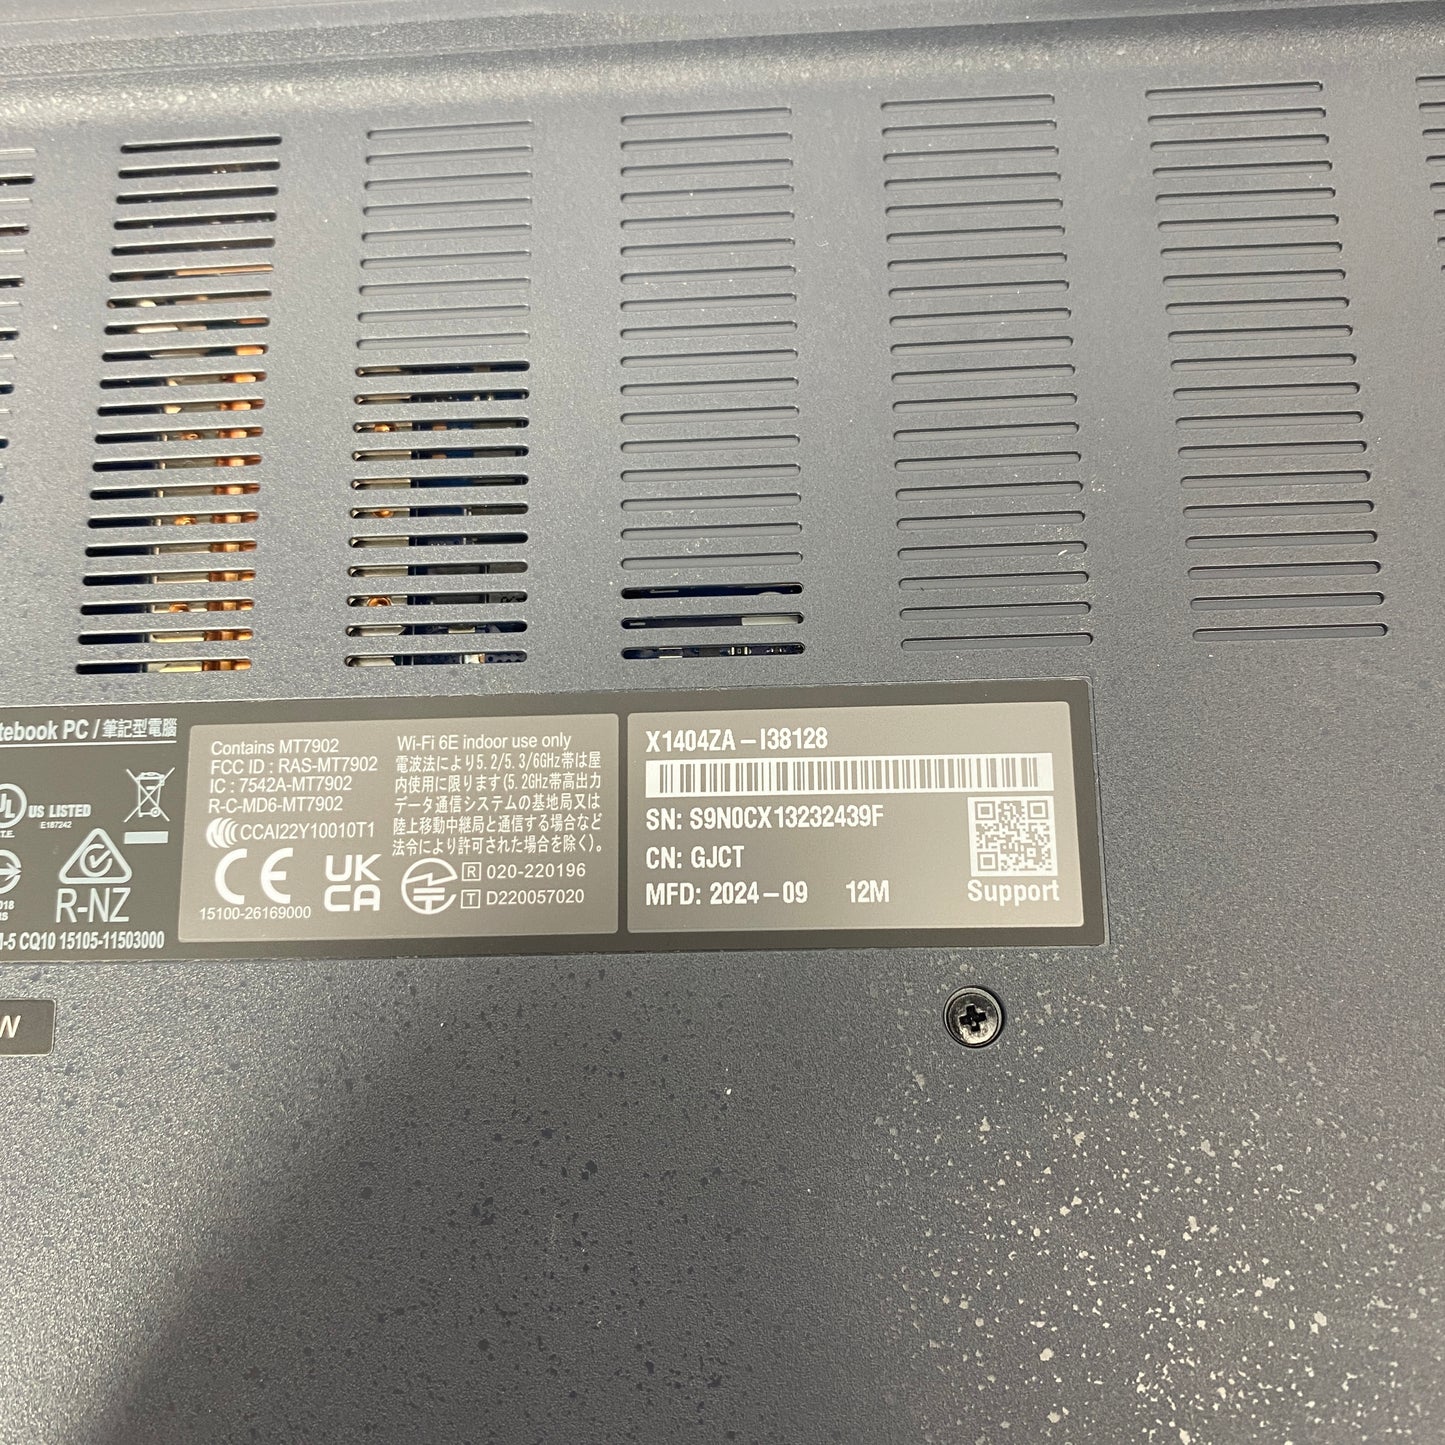 tebook PC / 筆記型電腦
UL US LISTED
I.T.E. E187242
R-NZ
CQ10 15105-11503000
W
Contains MT7902
FCC ID : RAS-MT7902
IC : 7542A-MT7902
R-C-MD6-MT7902
CCAI22Y10010T1
CE UKCA
15100-26169000
Wi-Fi 6E indoor use only
電波法により5.2/5.3/6GHz帯は屋
内使用に限ります(5.2GHz帯高出力
データ通信システムの基地局又は
陸上移動中継局と通信する場合など
法令により許可された場合を除く)。
R 020-220196
T D220057020
X1404ZA – I38128
SN: S9N0CX13232439F
CN: GJCT
MFD: 2024 – 09 12M
Support